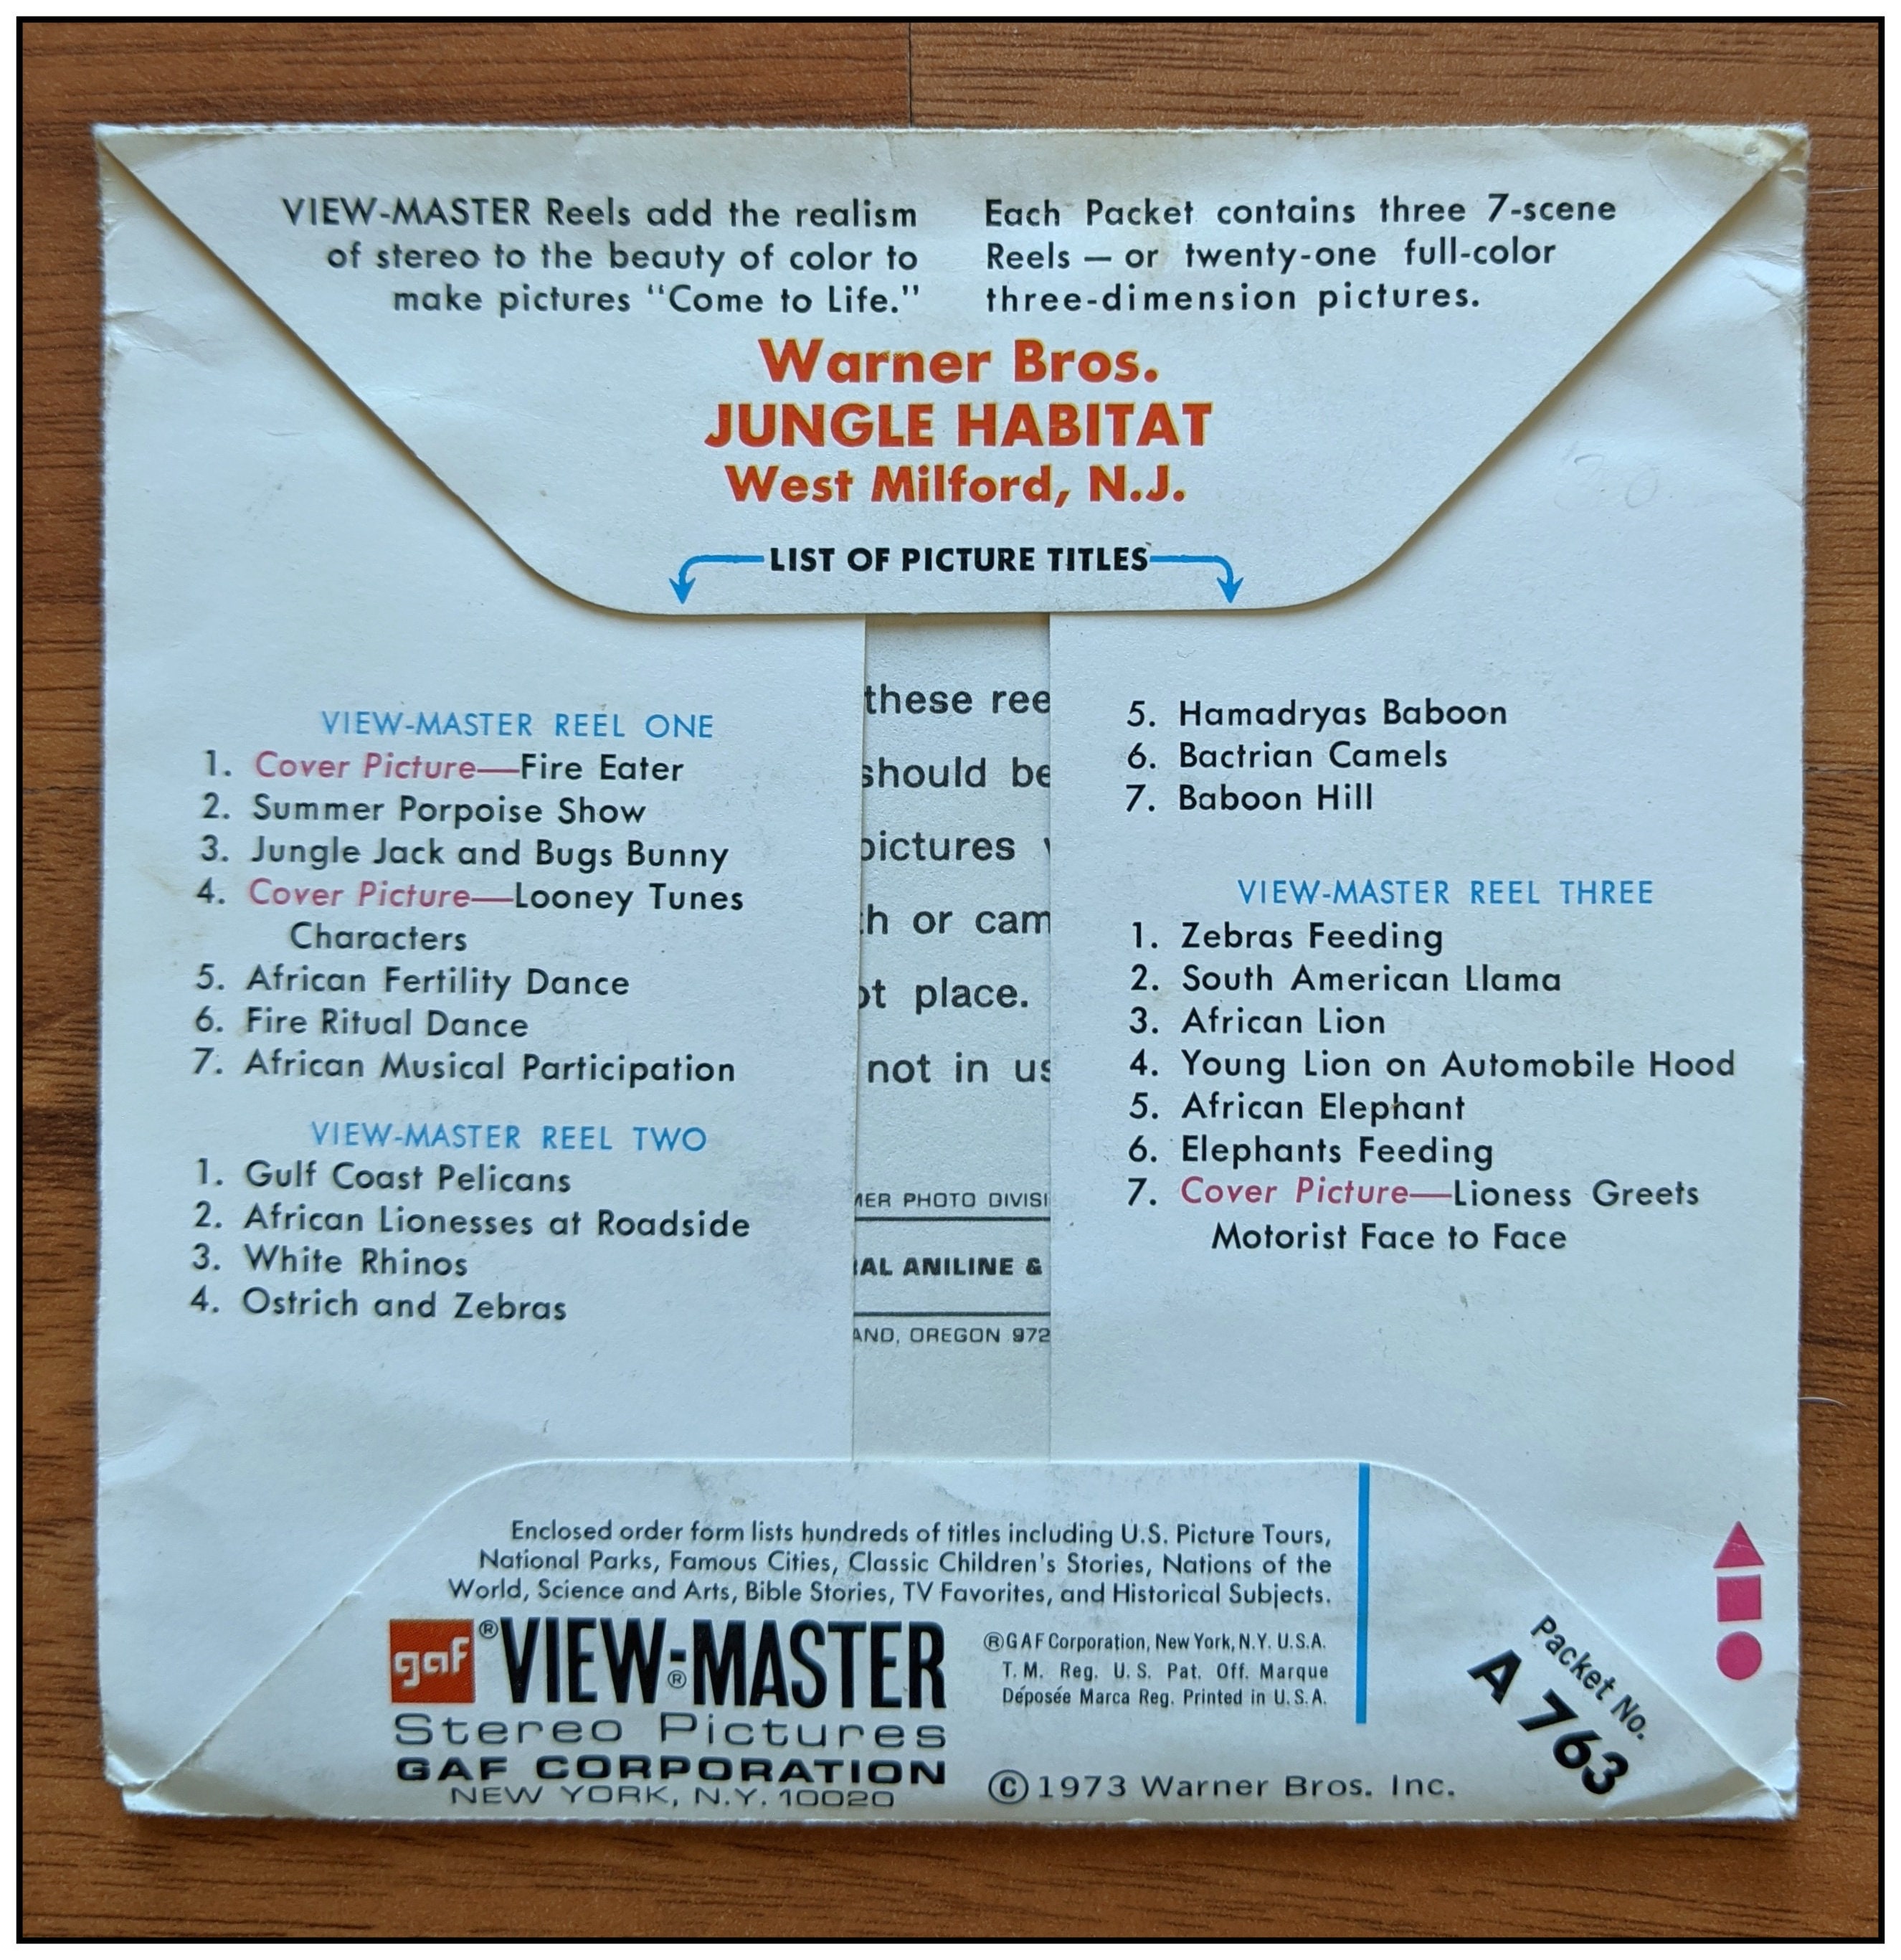 VIEW-MASTER Reels add the realism
of stereo to the beauty of color to
make pictures "Come to Life."
Each Packet contains three 7-scene
Reels — or twenty-one full-color
three-dimension pictures.
Warner Bros.
JUNGLE HABITAT
West Milford, N.J.
LIST OF PICTURE TITLES
VIEW-MASTER REEL ONE
1. Cover Picture—Fire Eater
2. Summer Porpoise Show
3. Jungle Jack and Bugs Bunny
4. Cover Picture—Looney Tunes
Characters
5. African Fertility Dance
6. Fire Ritual Dance
7. African Musical Participation
VIEW-MASTER REEL TWO
1. Gulf Coast Pelicans
2. African Lionesses at Roadside
3. White Rhinos
4. Ostrich and Zebras
these ree
should be
pictures
h or cam
ot place.
not in us
MER PHOTO DIVISI
AL ANILINE &
AND, OREGON 972
5. Hamadryas Baboon
6. Bactrian Camels
7. Baboon Hill
VIEW-MASTER REEL THREE
1. Zebras Feeding
2. South American Llama
3. African Lion
4. Young Lion on Automobile Hood
5. African Elephant
6. Elephants Feeding
7. Cover Picture—Lioness Greets
Motorist Face to Face
Enclosed order form lists hundreds of titles including U.S. Picture Tours,
National Parks, Famous Cities, Classic Children's Stories, Nations of the
World, Science and Arts, Bible Stories, TV Favorites, and Historical Subjects.
gaf® VIEW-MASTER®
Stereo Pictures
GAF CORPORATION
NEW YORK, N.Y. 10020
®GAF Corporation, New York, N.Y. U.S.A.
T.M. Reg. U.S. Pat. Off. Marque
Déposée Marca Reg. Printed in U.S.A.
©1973 Warner Bros. Inc.
Packet No.
A 763